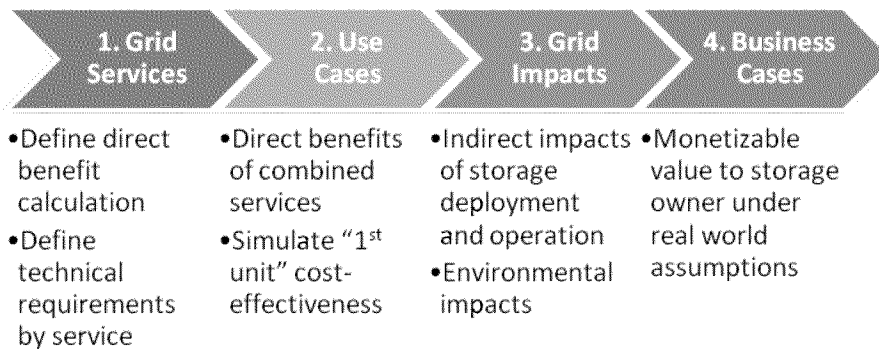 1. Grid
Services
2. Use
Cases
3. Grid
Impacts
4. Business
Cases
•Define direct
benefit
calculation
•Define
technical
requirements
by service
•Direct benefits
of combined
services
•Simulate “1st
unit” cost-
effectiveness
•Indirect impacts
of storage
deployment
and operation
•Environmental
impacts
•Monetizable
value to storage
owner under
real world
assumptions